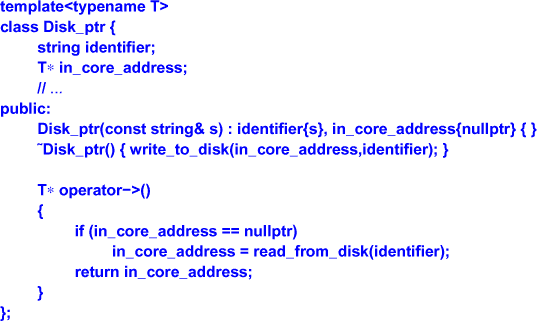 template<typename T>
class Disk_ptr {
string identifier;
T∗ in_core_address;
// ...
public:
Disk_ptr(const string& s) : identifier{s}, in_core_address{nullptr} { }
˜Disk_ptr() { write_to_disk(in_core_address,identifier); }
T∗ operator−>()
{
if (in_core_address == nullptr)
in_core_address = read_from_disk(identifier);
return in_core_address;
}
};